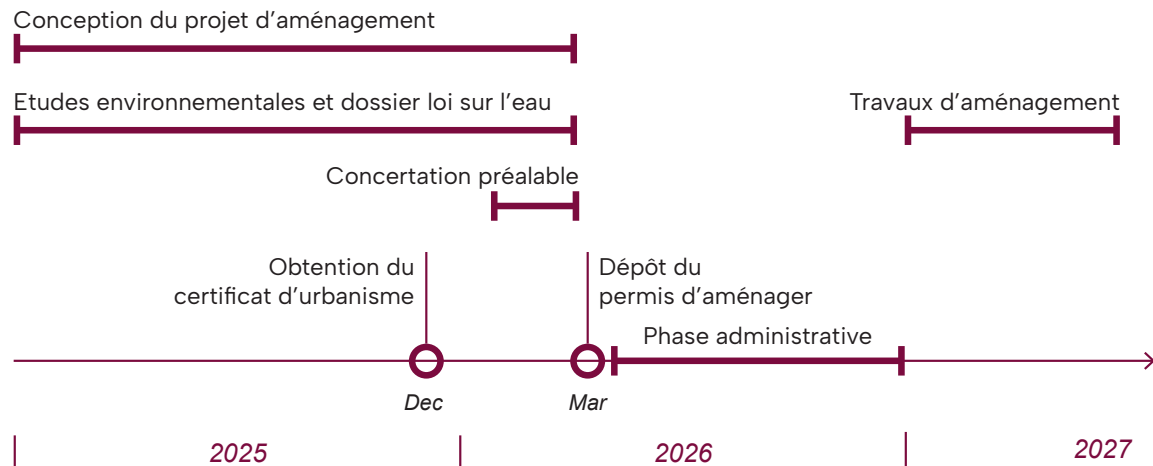 Conception du projet d’aménagement
Etudes environnementales et dossier loi sur l’eau
Travaux d’aménagement
Concertation préalable
Obtention du
certificat d’urbanisme
Dépôt du
permis d’aménager
Phase administrative
Dec
Mar
2025
2026
2027